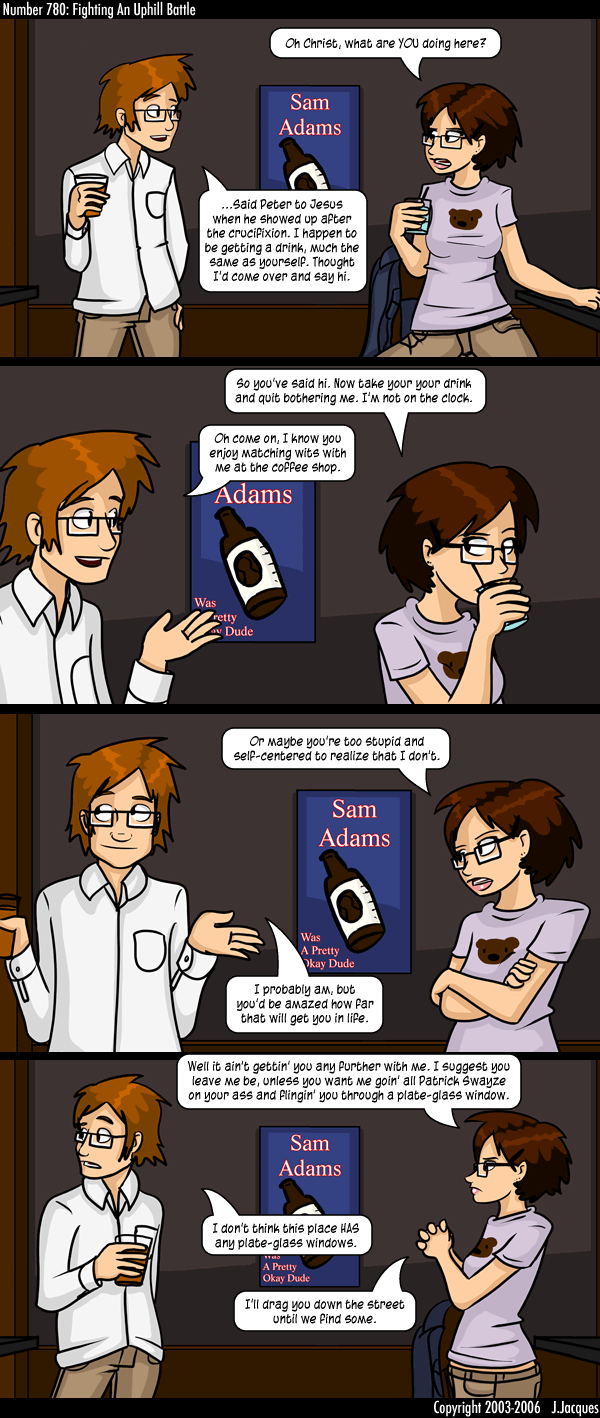 Number 780: Fighting An Uphill Battle
Oh Christ, what are YOU doing here?
Sam
Adams
...Said Peter to Jesus
when he showed up after
the crucifixion. I happen to
be getting a drink, much the
same as yourself. Thought
I'd come over and say hi.
So you've said hi. Now take your your drink
and quit bothering me. I'm not on the clock.
Oh come on, I know you
enjoy matching wits with
me at the coffee shop.
Adams
Was
retty
ay Dude
Or maybe you're too stupid and
self-centered to realize that I don't.
Sam
Adams
Was
A Pretty
Okay Dude
I probably am, but
you'd be amazed how far
that will get you in life.
Well it ain't gettin' you any further with me. I suggest you
leave me be, unless you want me goin' all Patrick Swayze
on your ass and flingin' you through a plate-glass window.
Sam
Adams
I don't think this place HAS
any plate-glass windows.
Was
A Pretty
Okay Dude
I'll drag you down the street
until we find some.
Copyright 2003-2006 J.Jacques